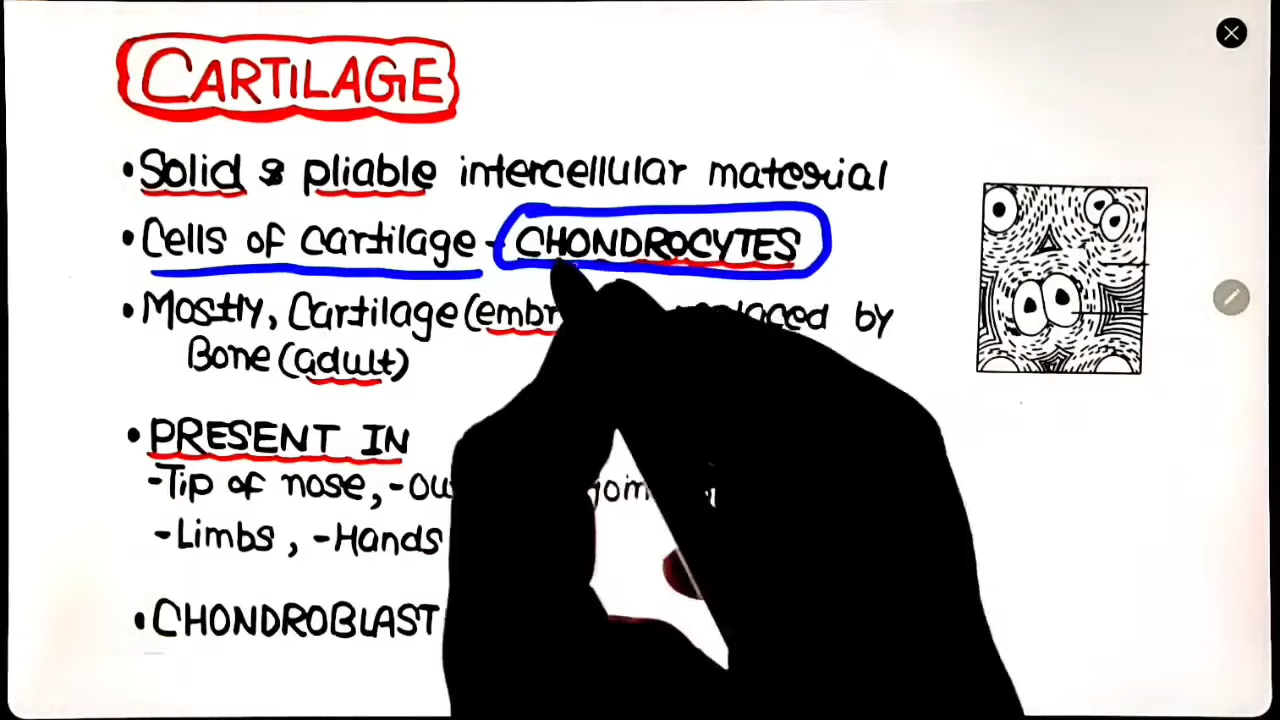 CARTILAGE
• Solid & pliable intercellular material
• Cells of cartilage - CHONDROCYTES
• Mostly, Cartilage (embr by
Bone (adult)
• PRESENT IN
-Tip of nose, -Ou
-Limbs, -Hands
• CHONDROBLAST